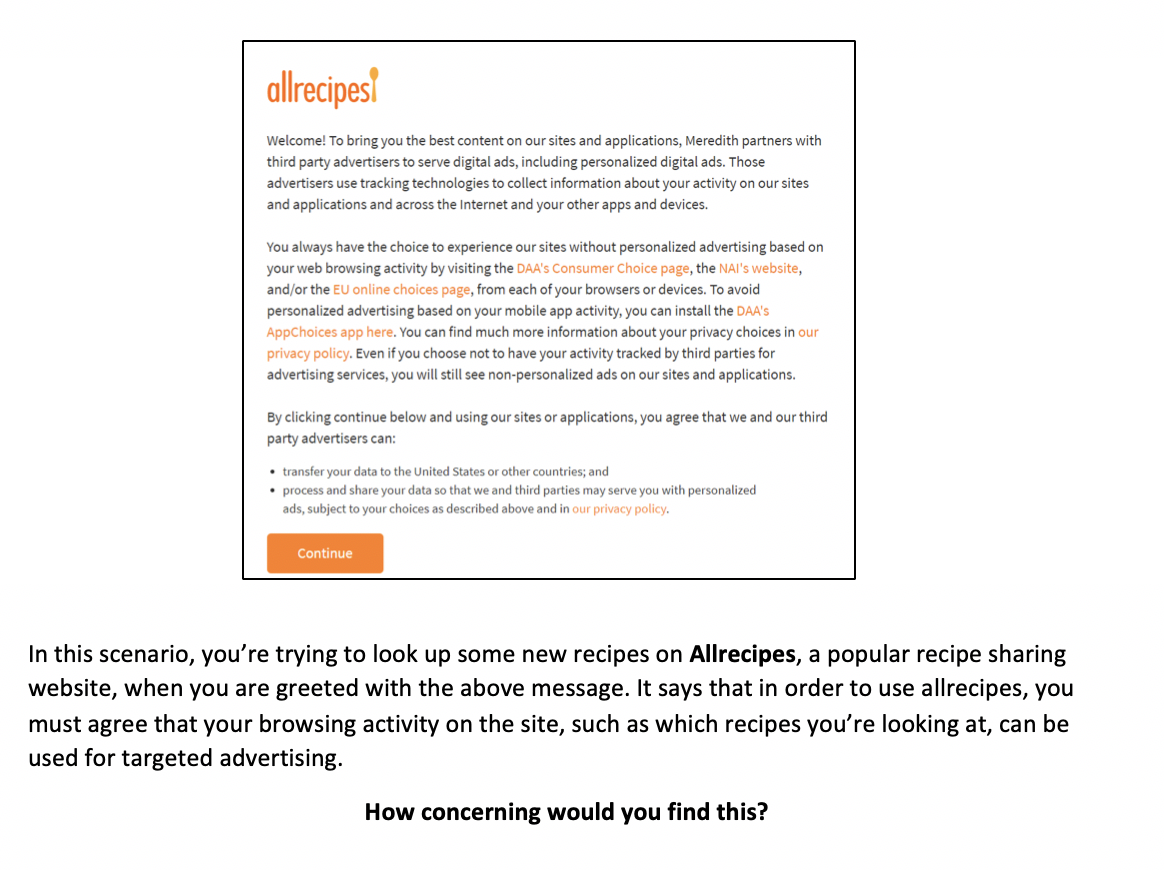 allrecipes
Welcome! To bring you the best content on our sites and applications, Meredith partners with
third party advertisers to serve digital ads, including personalized digital ads. Those
advertisers use tracking technologies to collect information about your activity on our sites
and applications and across the Internet and your other apps and devices.
You always have the choice to experience our sites without personalized advertising based on
your web browsing activity by visiting the DAA's Consumer Choice page, the NAI's website,
and/or the EU online choices page, from each of your browsers or devices. To avoid
personalized advertising based on your mobile app activity, you can install the DAA's
AppChoices app here. You can find much more information about your privacy choices in our
privacy policy. Even if you choose not to have your activity tracked by third parties for
advertising services, you will still see non-personalized ads on our sites and applications.
By clicking continue below and using our sites or applications, you agree that we and our third
party advertisers can:
• transfer your data to the United States or other countries; and
• process and share your data so that we and third parties may serve you with personalized
ads, subject to your choices as described above and in our privacy policy.
Continue
In this scenario, you’re trying to look up some new recipes on Allrecipes, a popular recipe sharing
website, when you are greeted with the above message. It says that in order to use allrecipes, you
must agree that your browsing activity on the site, such as which recipes you’re looking at, can be
used for targeted advertising.
How concerning would you find this?